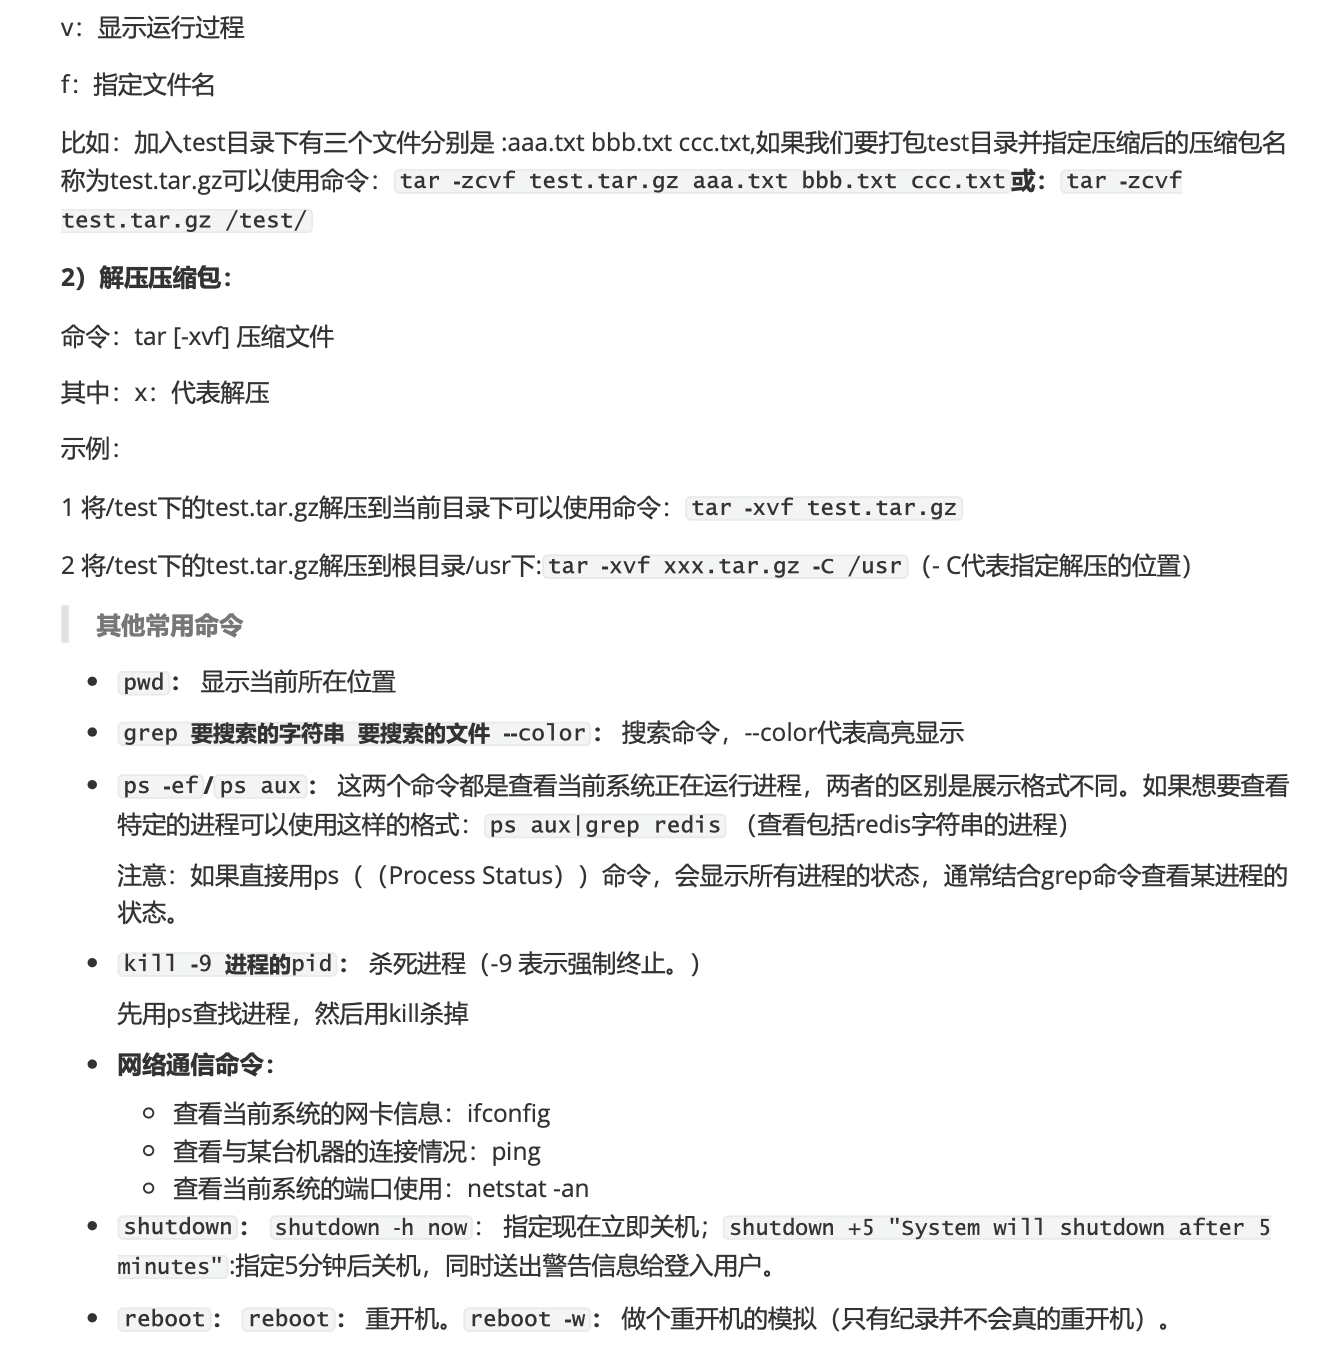 v：显示运行过程
f：指定文件名
比如：加入test目录下有三个文件分别是 :aaa.txt bbb.txt ccc.txt,如果我们要打包test目录并指定压缩后的压缩包名
称为test.tar.gz可以使用命令：tar -zcvf test.tar.gz aaa.txt bbb.txt ccc.txt或：tar -zcvf
test.tar.gz /test/
2）解压压缩包：
命令：tar [-xvf] 压缩文件
其中：x：代表解压
示例：
1 将/test下的test.tar.gz解压到当前目录下可以使用命令：tar -xvf test.tar.gz
2 将/test下的test.tar.gz解压到根目录/usr下:tar -xvf xxx.tar.gz -C /usr（- C代表指定解压的位置）
其他常用命令
• pwd： 显示当前所在位置
• grep 要搜索的字符串 要搜索的文件 --color： 搜索命令，--color代表高亮显示
• ps -ef/ps aux： 这两个命令都是查看当前系统正在运行进程，两者的区别是展示格式不同。如果想要查看
特定的进程可以使用这样的格式：ps aux|grep redis （查看包括redis字符串的进程）
注意：如果直接用ps（（Process Status））命令，会显示所有进程的状态，通常结合grep命令查看某进程的
状态。
• kill -9 进程的pid： 杀死进程（-9 表示强制终止。）
先用ps查找进程，然后用kill杀掉
• 网络通信命令：
◦ 查看当前系统的网卡信息：ifconfig
◦ 查看与某台机器的连接情况：ping
◦ 查看当前系统的端口使用：netstat -an
• shutdown： shutdown -h now： 指定现在立即关机；shutdown +5 "System will shutdown after 5
minutes":指定5分钟后关机，同时送出警告信息给登入用户。
• reboot： reboot： 重开机。reboot -w： 做个重开机的模拟（只有纪录并不会真的重开机）。